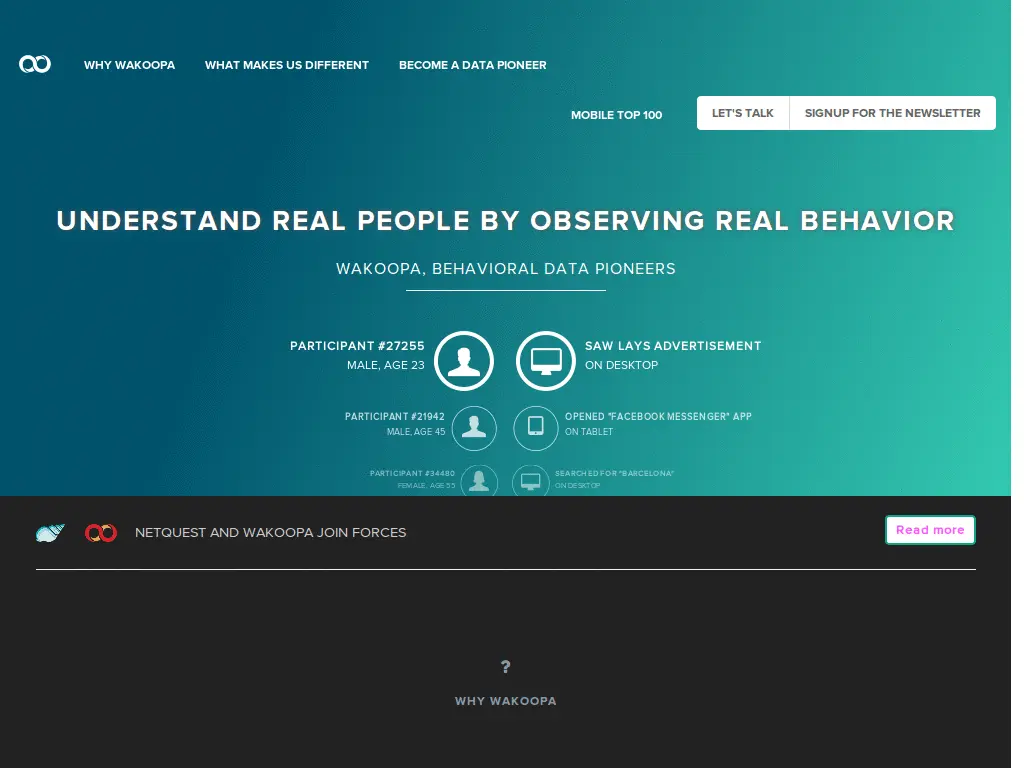 WHY WAKOOPA
WHAT MAKES US DIFFERENT
BECOME A DATA PIONEER
MOBILE TOP 100
LET'S TALK
SIGNUP FOR THE NEWSLETTER
UNDERSTAND REAL PEOPLE BY OBSERVING REAL BEHAVIOR
WAKOOPA, BEHAVIORAL DATA PIONEERS
PARTICIPANT #27255
MALE, AGE 23
SAW LAYS ADVERTISEMENT
ON DESKTOP
PARTICIPANT #21942
MALE, AGE 45
OPENED "FACEBOOK MESSENGER" APP
ON TABLET
PARTICIPANT #34480
FEMALE, AGE 55
SEARCHED FOR "BARCELONA"
ON DESKTOP
NETQUEST AND WAKOOPA JOIN FORCES
Read more
?
WHY WAKOOPA